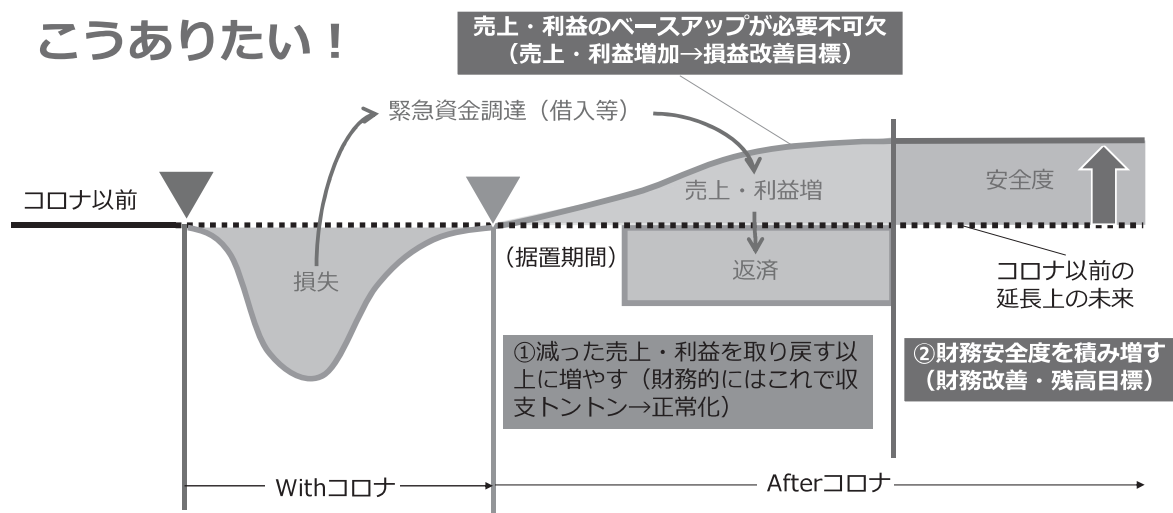 こうありたい！
売上・利益のベースアップが必要不可欠
（売上・利益増加→損益改善目標）
緊急資金調達（借入等）
コロナ以前
売上・利益増
安全度
損失
（据置期間）
返済
コロナ以前の
延長上の未来
①減った売上・利益を取り戻す以
上に増やす（財務的にはこれで収
支トントン→正常化）
②財務安全度を積み増す
（財務改善・残高目標）
Withコロナ
Afterコロナ